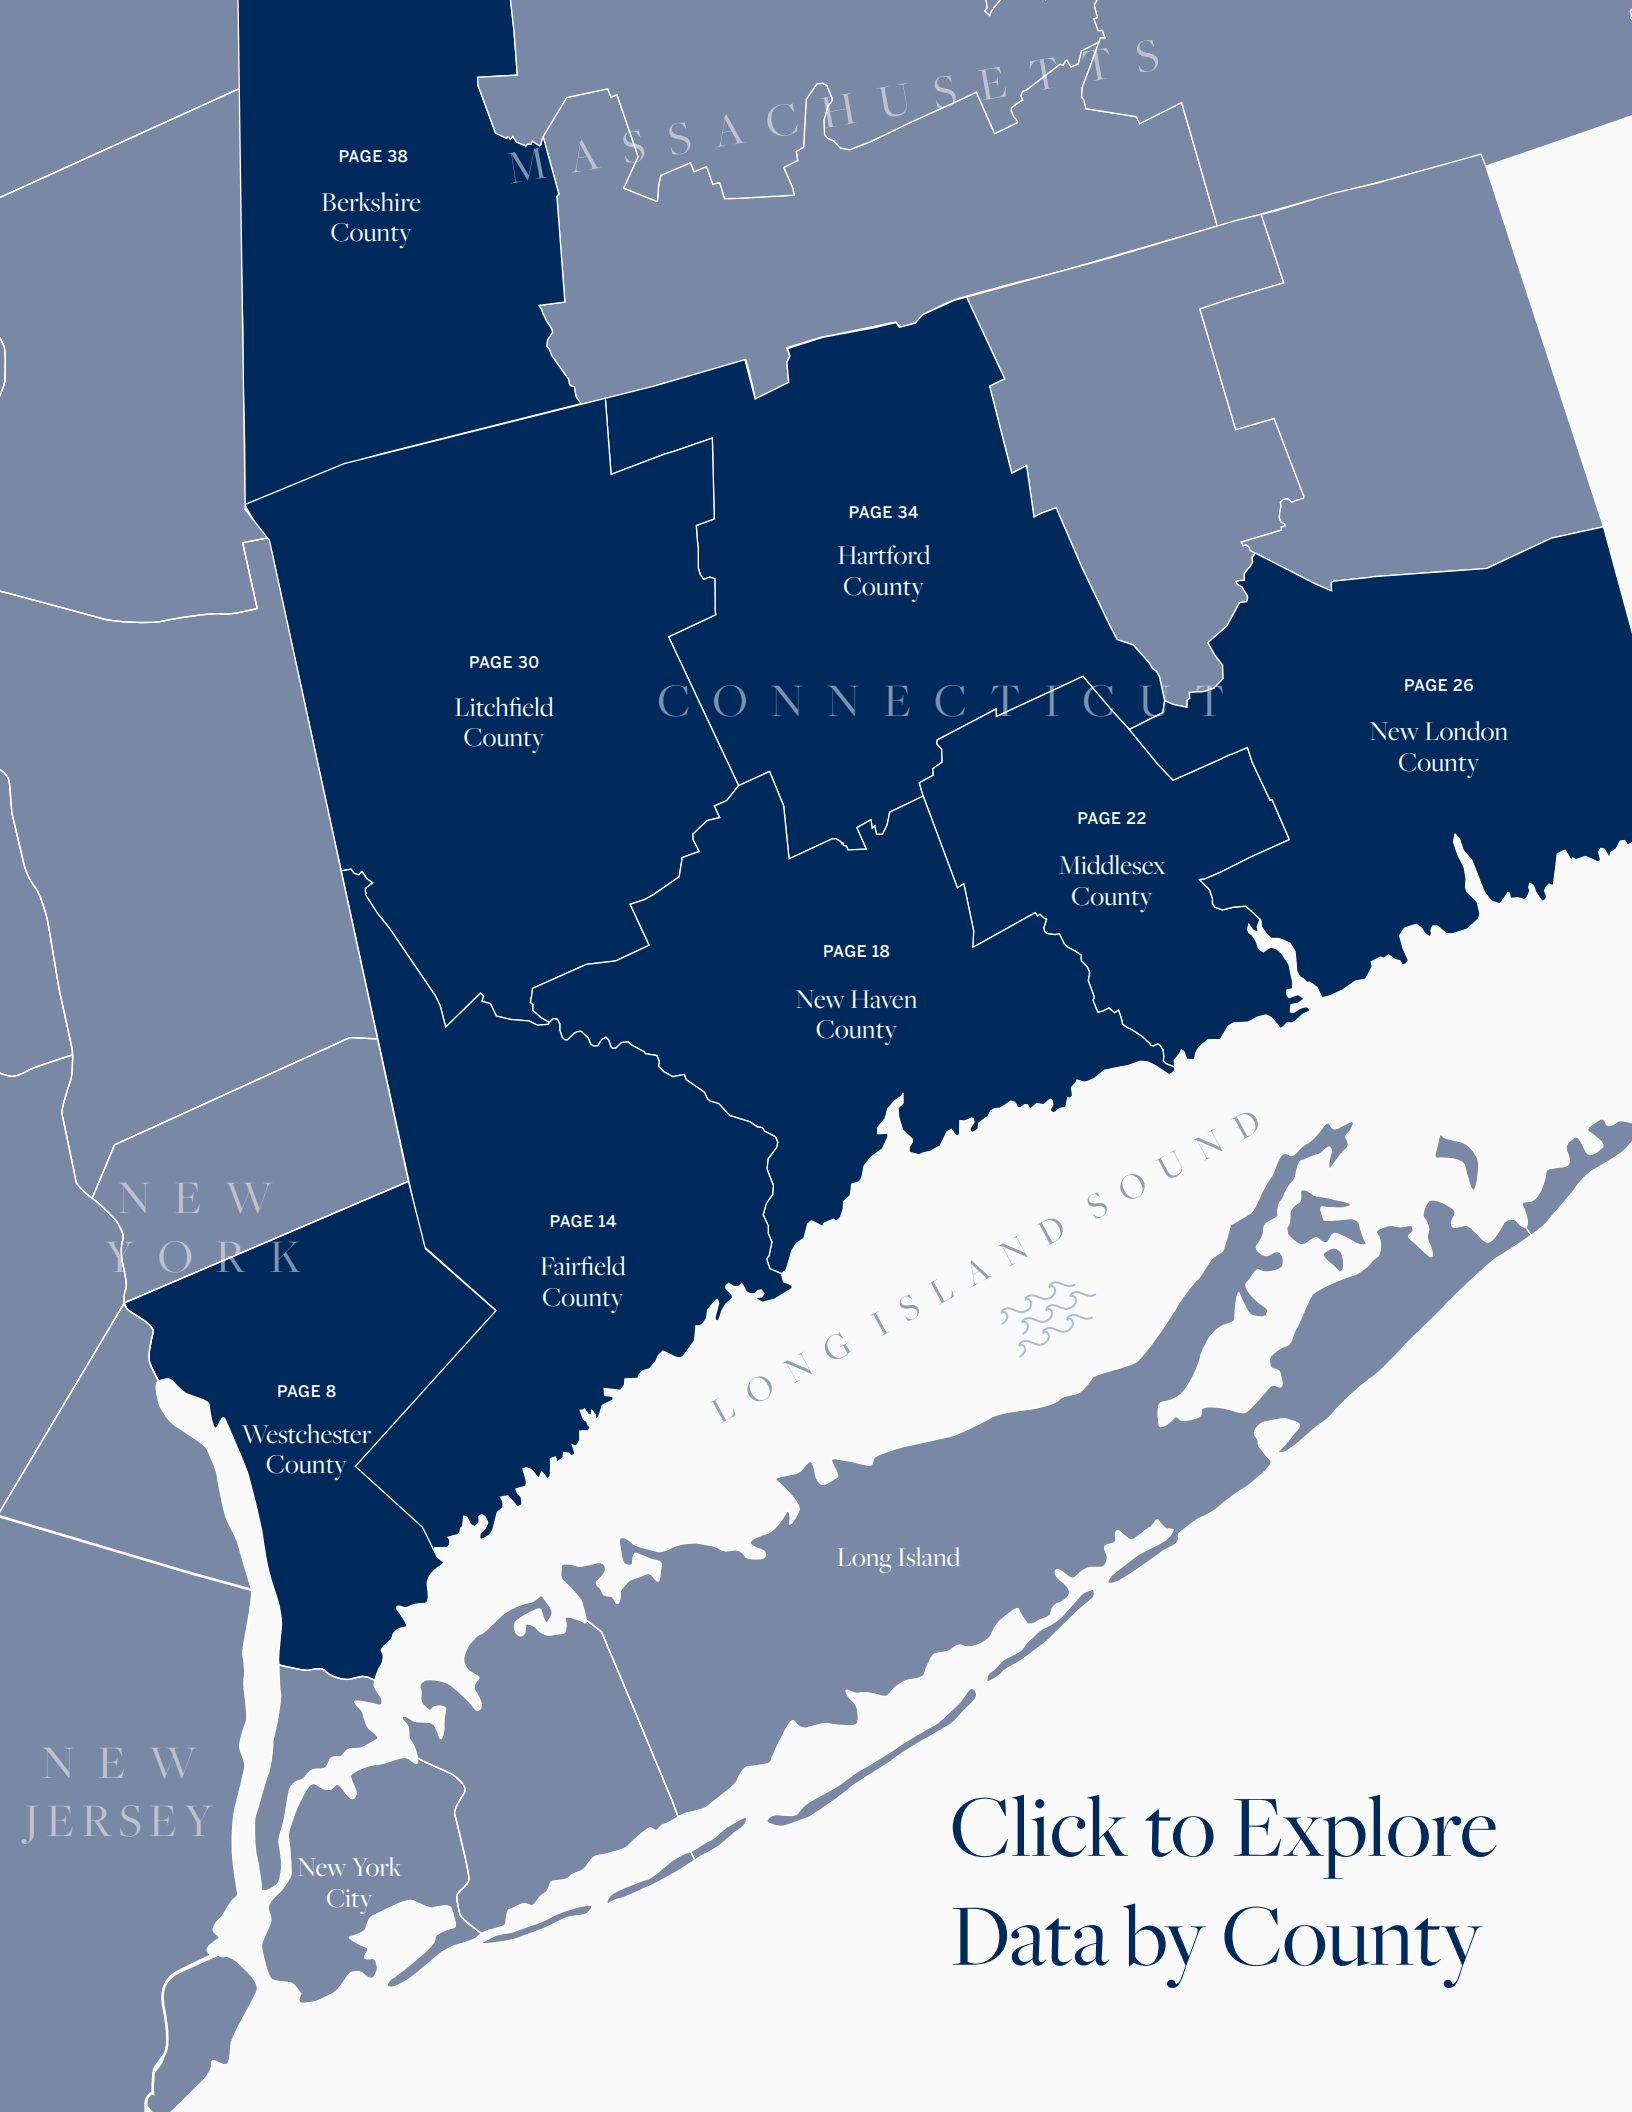 MASSACHUSETTS
PAGE 38
Berkshire
County
PAGE 34
Hartford
County
PAGE 30
Litchfield
County
CONNECTICUT
PAGE 26
New London
County
PAGE 22
Middlesex
County
PAGE 18
New Haven
County
NEW
YORK
PAGE 14
Fairfield
County
LONG ISLAND SOUND
PAGE 8
Westchester
County
Long Island
NEW
JERSEY
New York
City
Click to Explore
Data by County